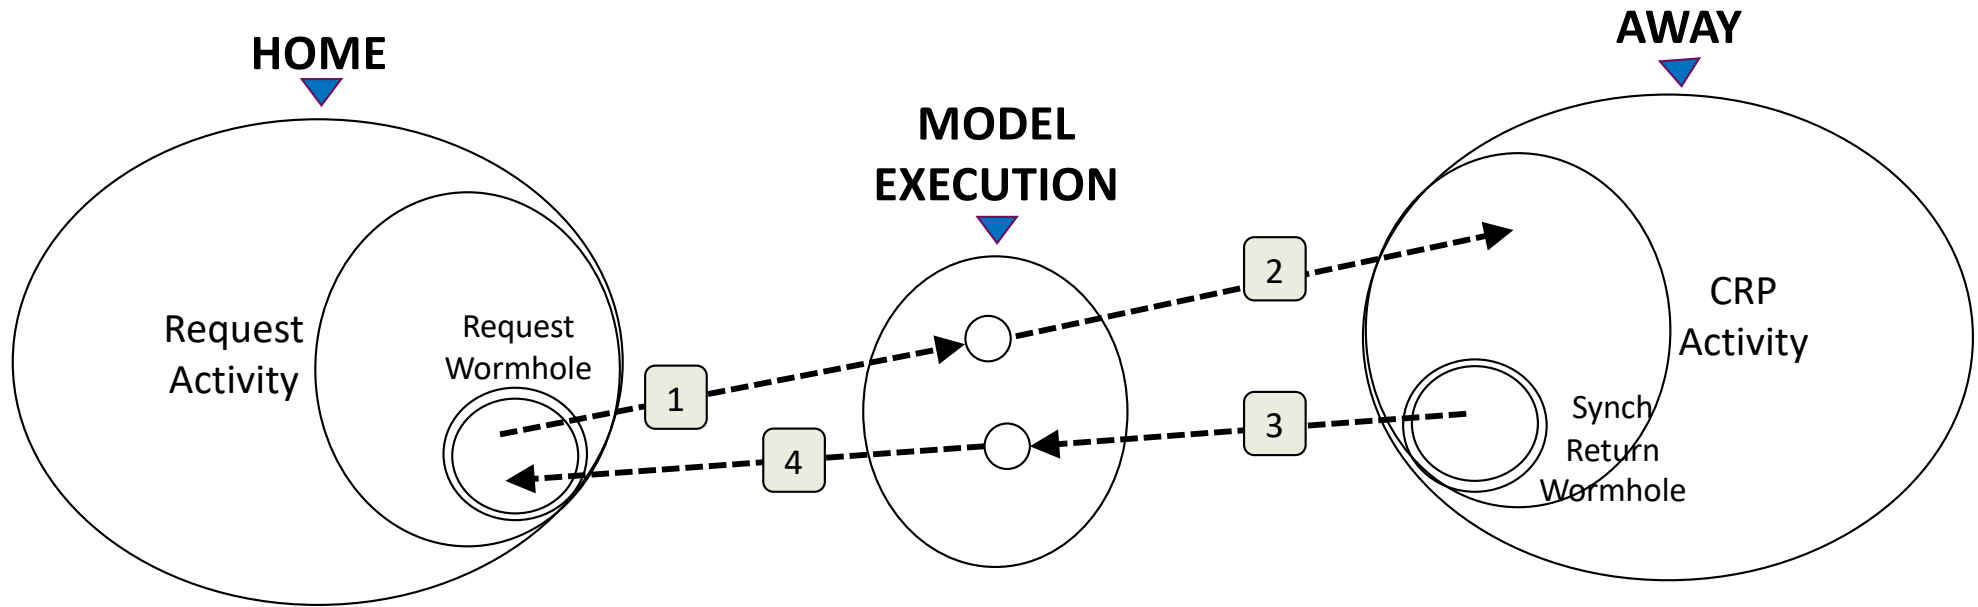 HOME
AWAY
MODEL
EXECUTION
Request
Activity
Request
Wormhole
1
2
3
4
CRP
Activity
Synch
Return
Wormhole